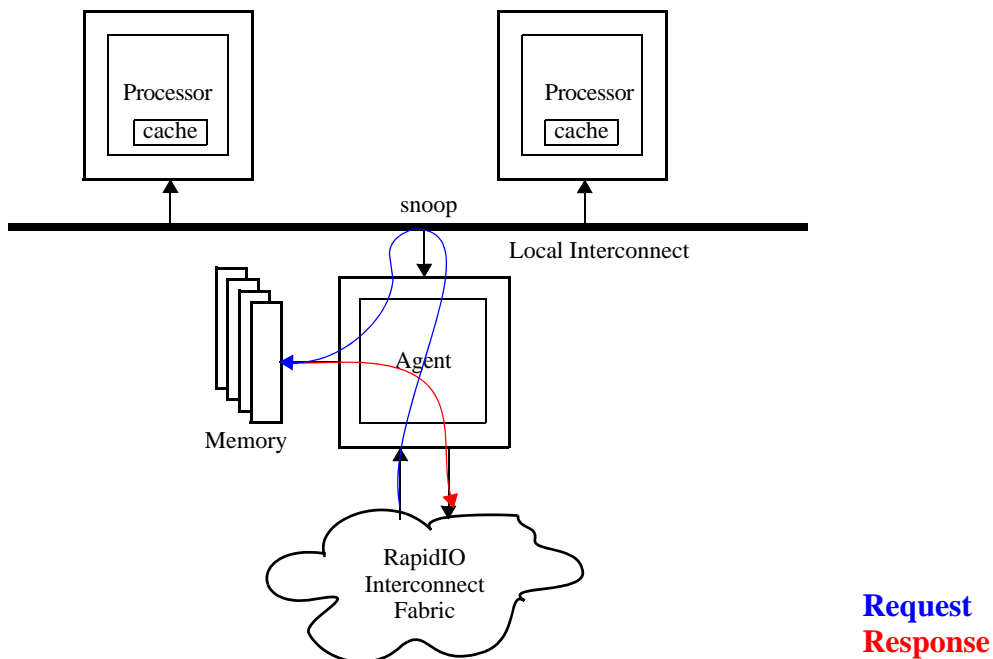 Processor
cache
Processor
cache
snoop
Local Interconnect
Agent
Memory
RapidIO
Interconnect
Fabric
Request
Response